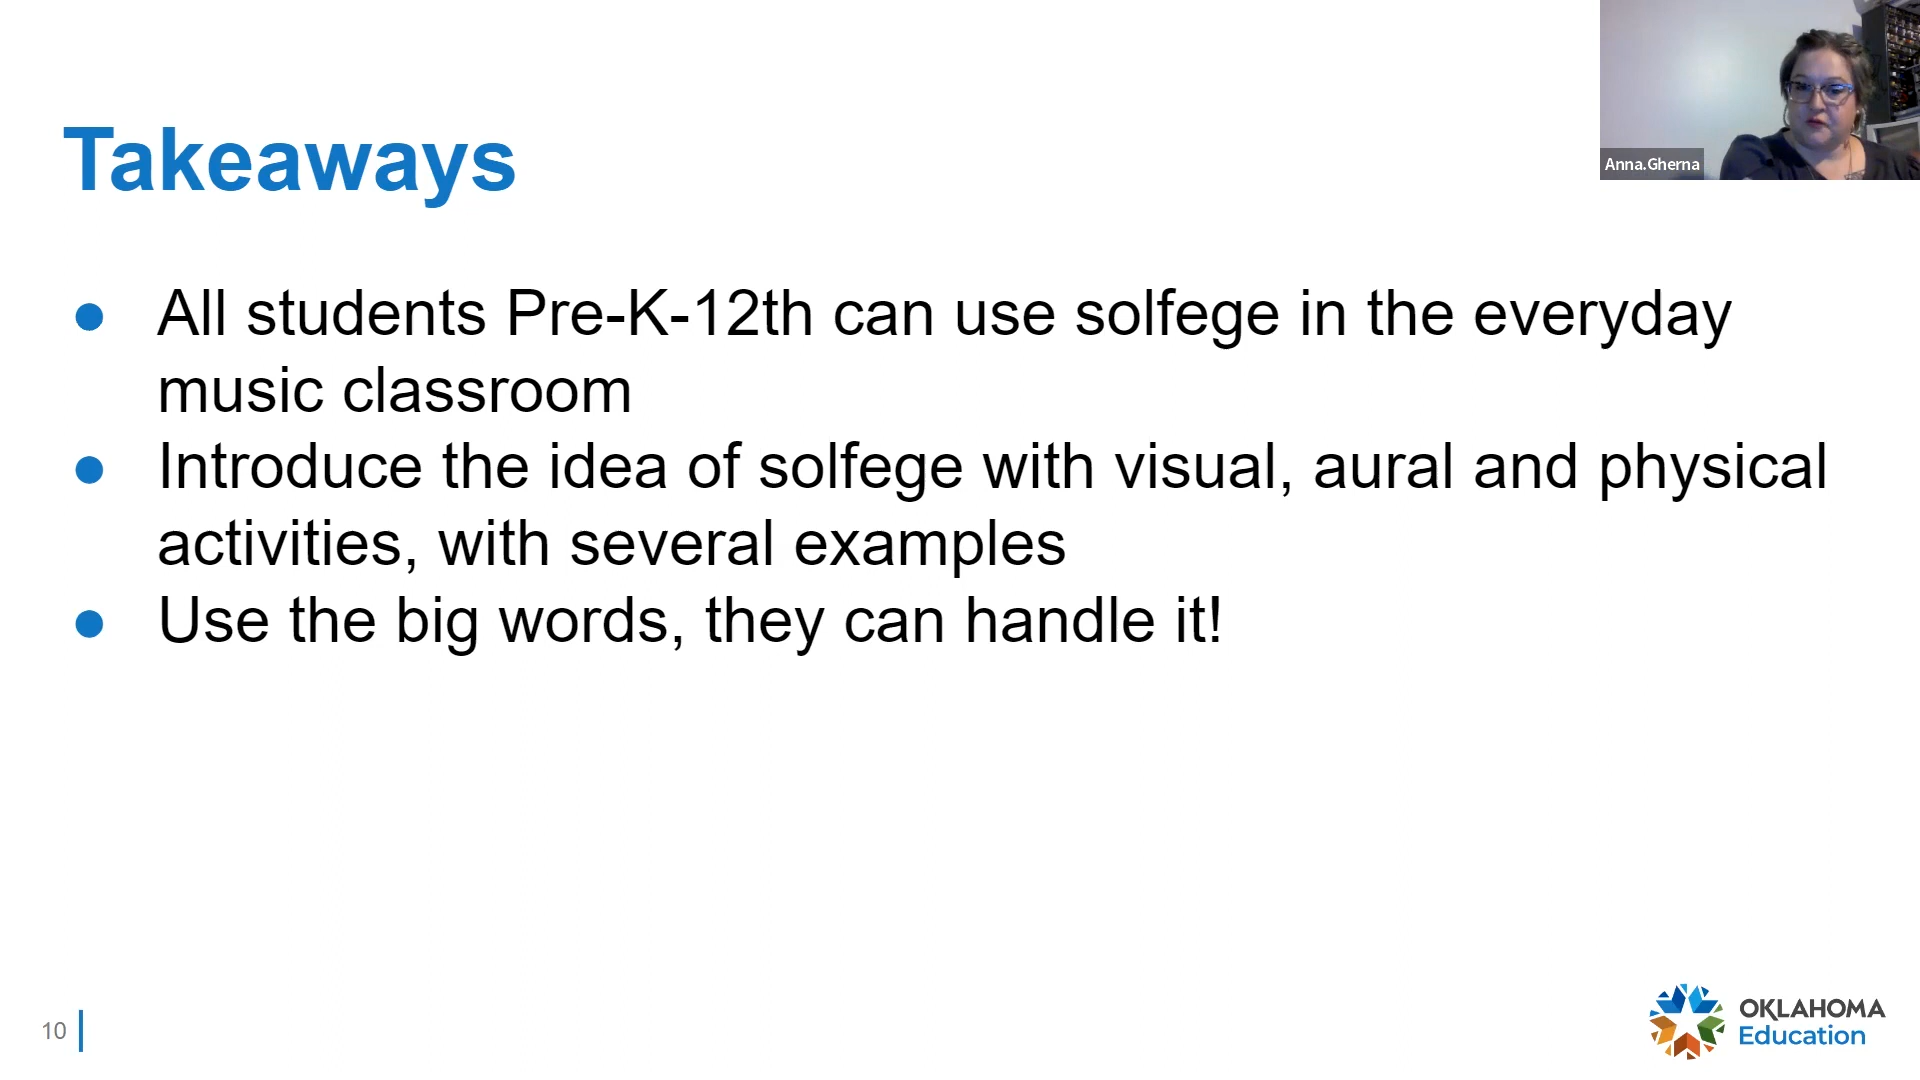 Anna.Gherna
Takeaways
● All students Pre-K-12th can use solfege in the everyday
music classroom
● Introduce the idea of solfege with visual, aural and physical
activities, with several examples
● Use the big words, they can handle it!
10
OKLAHOMA
Education